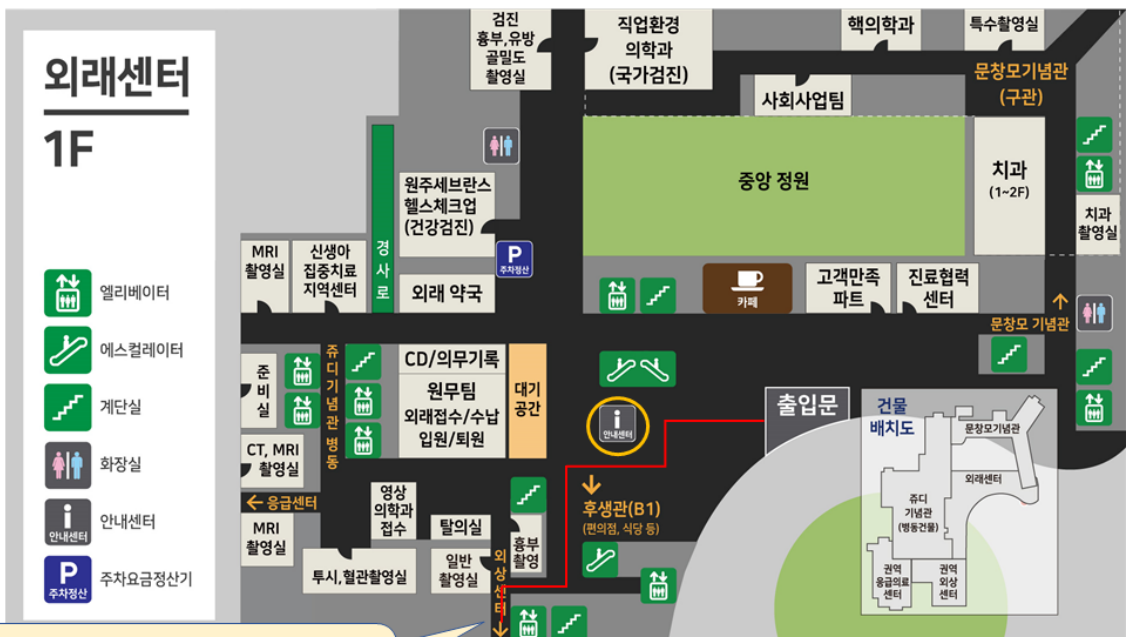 외래센터
1F
엘리베이터
에스컬레이터
계단실
화장실
안내센터
안내센터
P
주차정산
주차요금정산기
검진
흉부,유방
골밀도
촬영실
직업환경
의학과
(국가검진)
핵의학과
특수촬영실
사회사업팀
문창모기념관
(구관)
중앙 정원
치과
(1~2F)
치과
촬영실
원주세브란스
헬스체크업
(건강검진)
경사로
MRI
촬영실
신생아
집중치료
지역센터
외래 약국
P
주차정산
카페
고객만족
파트
진료협력
센터
문창모 기념관
준비실
쥬디기념관 병동
CD/의무기록
원무팀
외래접수/수납
입원/퇴원
대기
공간
안내센터
출입문
건물
배치도
문창모기념관
외래센터
쥬디
기념관
(병동건물)
권역
응급의료
센터
권역
외상
센터
CT, MRI
촬영실
응급센터
MRI
촬영실
영상
의학과
접수
탈의실
투시,혈관촬영실
일반
촬영실
외상센터
흉부
촬영
후생관(B1)
(편의점, 식당 등)